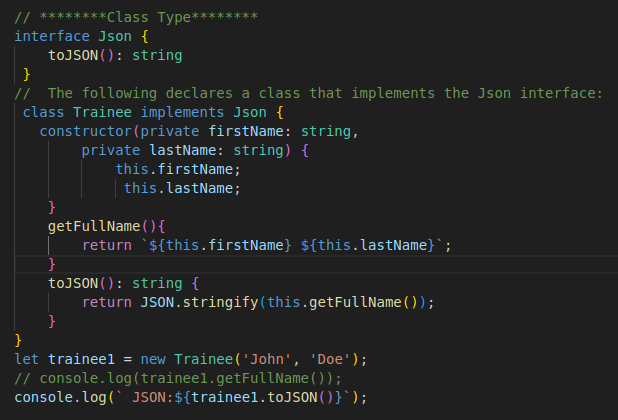 // ********Class Type********
interface Json {
    toJSON(): string
 }
//  The following declares a class that implements the Json interface:
 class Trainee implements Json {
   constructor(private firstName: string,
        private lastName: string) {
            this.firstName;
             this.lastName;
    }
    getFullName(){
        return `${this.firstName} ${this.lastName}`;
    }
    toJSON(): string {
        return JSON.stringify(this.getFullName());
    }
}
let trainee1 = new Trainee('John', 'Doe');
// console.log(trainee1.getFullName());
console.log(` JSON:${trainee1.toJSON()}`);